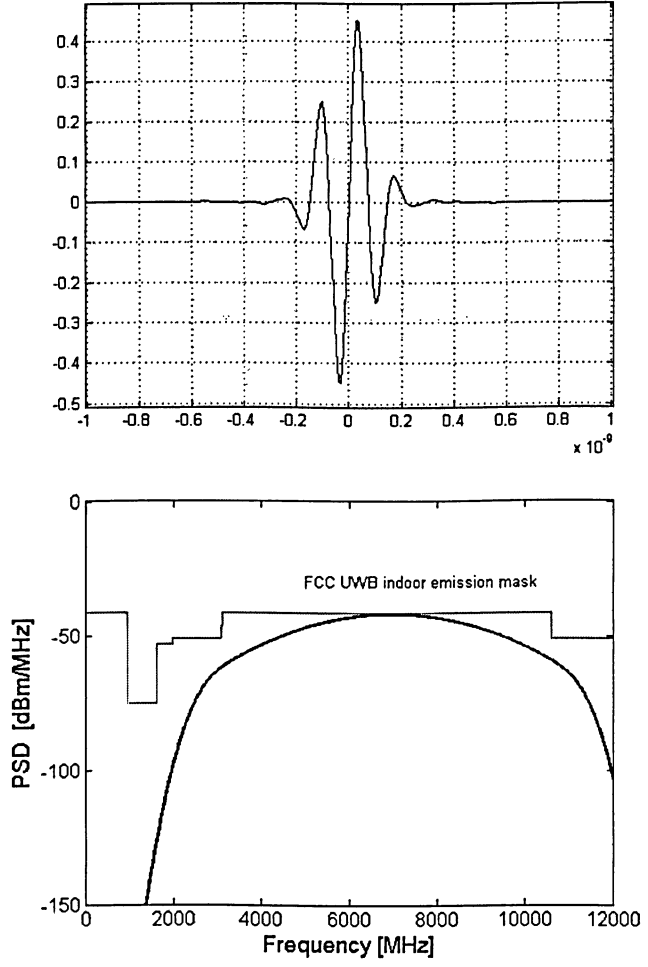 0.4
0.3
0.2
0.1
0
-0.1
-0.2
-0.3
-0.4
-0.5
-1 -0.8 -0.6 -0.4 -0.2 0 0.2 0.4 0.6 0.8 1
x 10⁻⁹
0
-50
-100
-150
PSD [dBm/MHz]
FCC UWB indoor emission mask
0 2000 4000 6000 8000 10000 12000
Frequency [MHz]